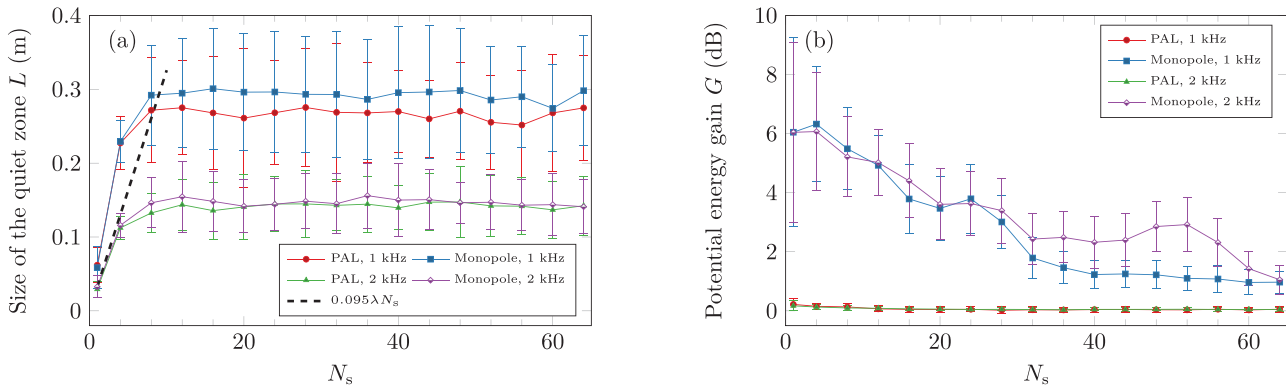 (a)
Size of the quiet zone L (m)
0.4
0.3
0.2
0.1
0
0
20
40
60
N_s
PAL, 1 kHz
Monopole, 1 kHz
PAL, 2 kHz
Monopole, 2 kHz
0.095λN_s
(b)
Potential energy gain G (dB)
10
8
6
4
2
0
0
20
40
60
N_s
PAL, 1 kHz
Monopole, 1 kHz
PAL, 2 kHz
Monopole, 2 kHz